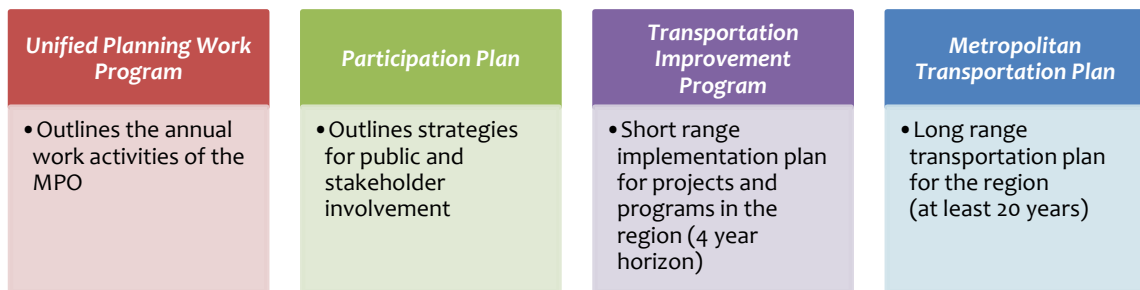 Unified Planning Work
Program
•Outlines the annual
work activities of the
MPO
Participation Plan
•Outlines strategies
for public and
stakeholder
involvement
Transportation
Improvement
Program
•Short range
implementation plan
for projects and
programs in the
region (4 year
horizon)
Metropolitan
Transportation Plan
•Long range
transportation plan
for the region
(at least 20 years)